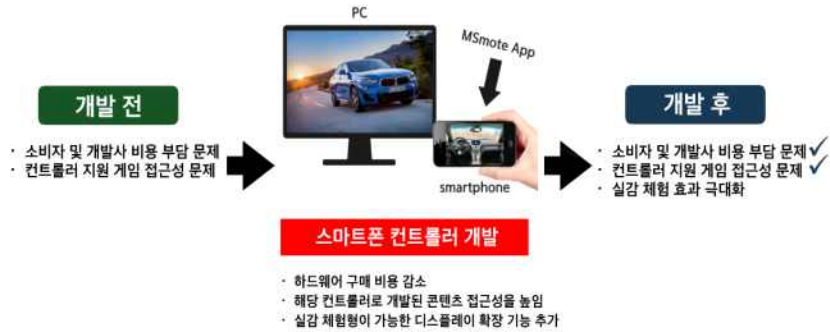 PC
MSmote App
개발 전
· 소비자 및 개발사 비용 부담 문제
· 컨트롤러 지원 게임 접근성 문제
smartphone
개발 후
· 소비자 및 개발사 비용 부담 문제
· 컨트롤러 지원 게임 접근성 문제
· 실감 체험 효과 극대화
스마트폰 컨트롤러 개발
· 하드웨어 구매 비용 감소
· 해당 컨트롤러로 개발된 콘텐츠 접근성을 높임
· 실감 체험형이 가능한 디스플레이 확장 기능 추가